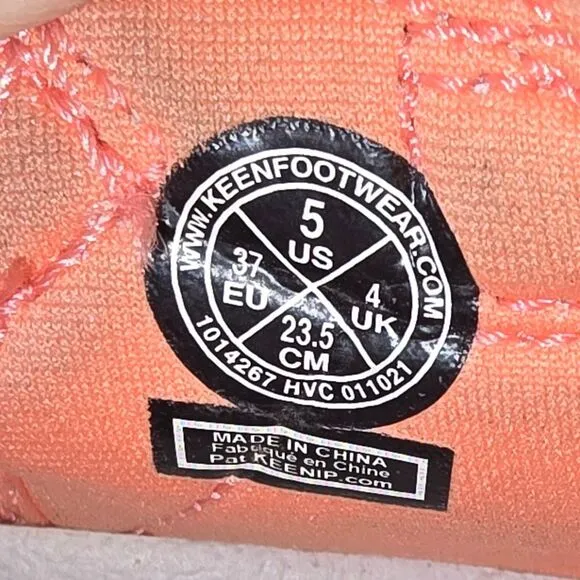 WWW.KEENFOOTWEAR.COM
5
US
37
EU
4
UK
23.5
CM
1014267 HVC 011021
MADE IN CHINA
Fabriqué en Chine
Pat KEENIP.com